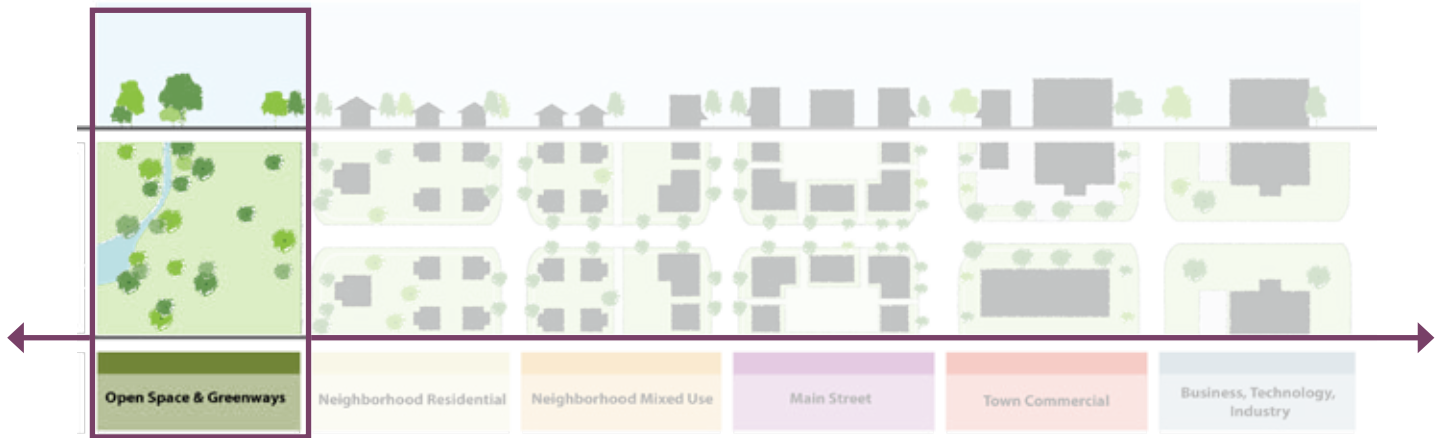 Open Space & Greenways
Neighborhood Residential
Neighborhood Mixed Use
Main Street
Town Commercial
Business, Technology,
Industry